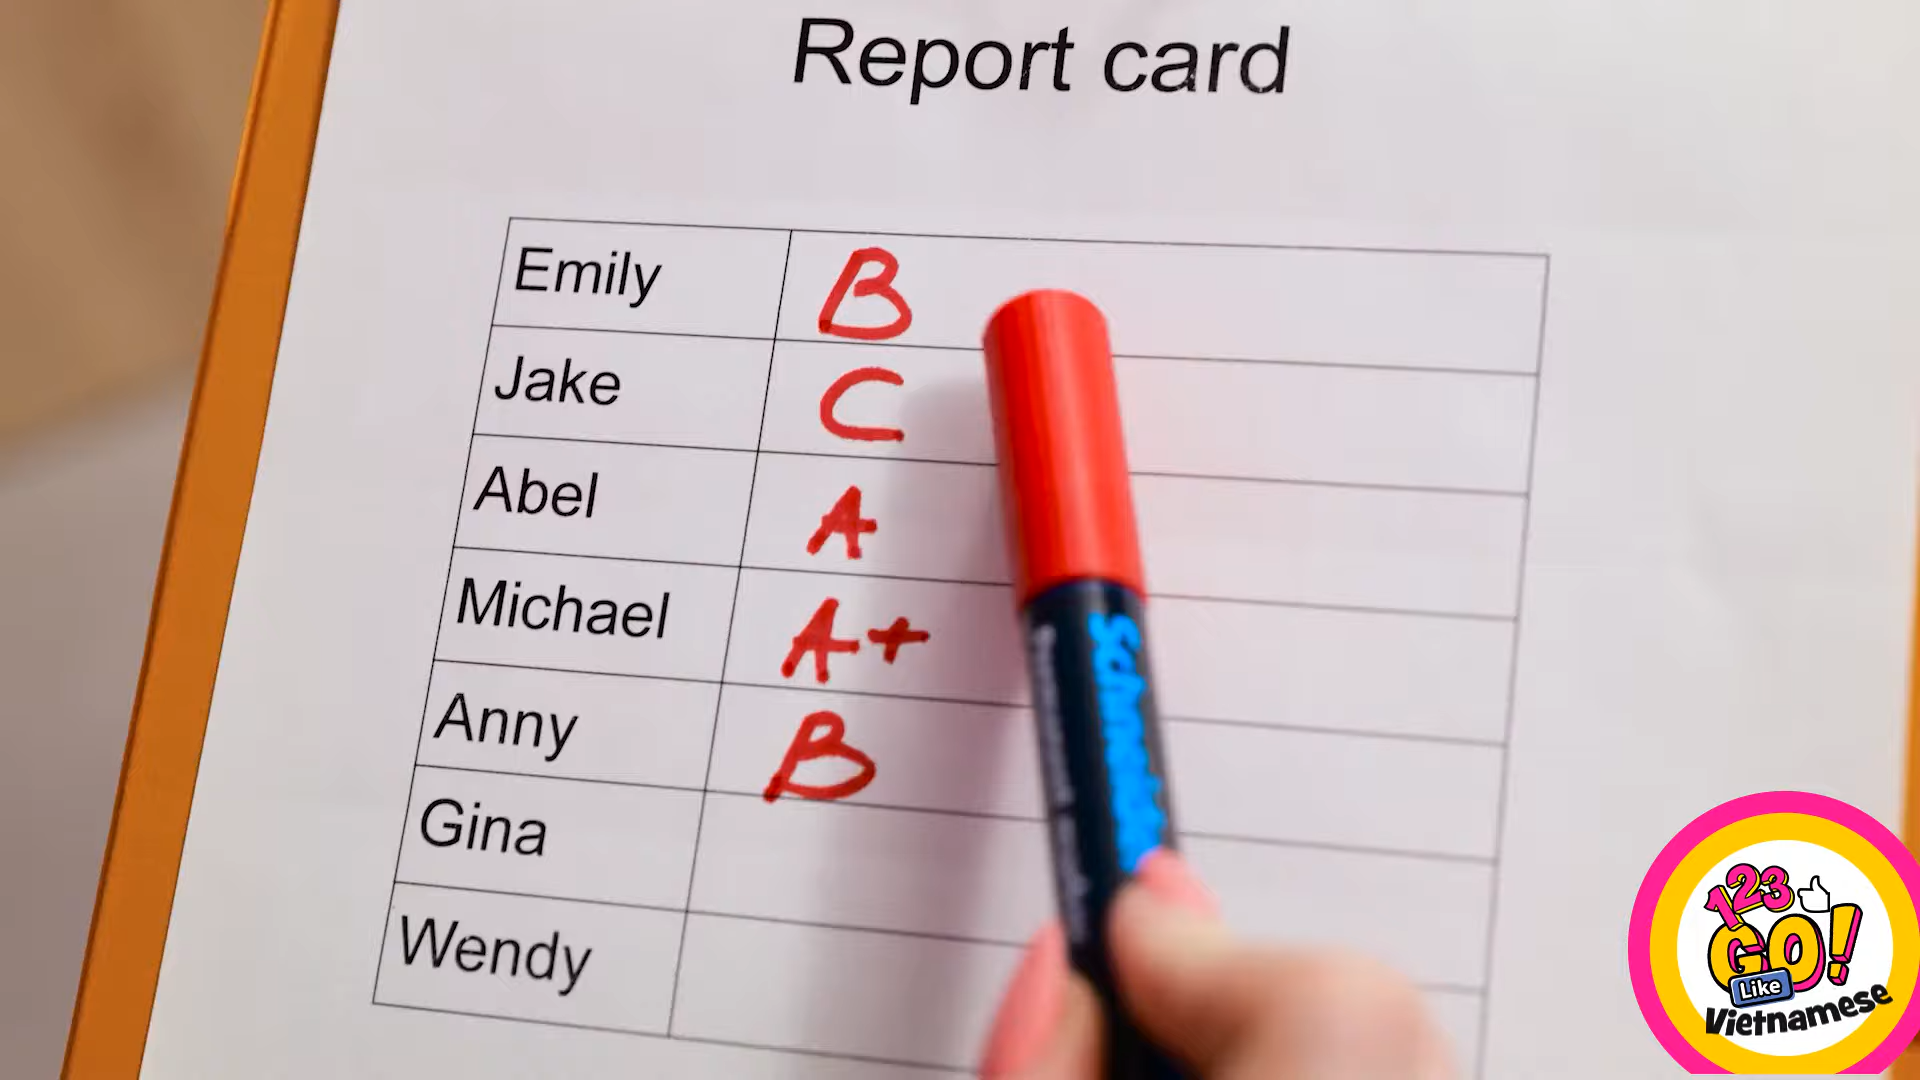 Report card
Emily B
Jake C
Abel A
Michael A+
Anny B
Gina
Wendy
123
GO!
Like
Vietnamese